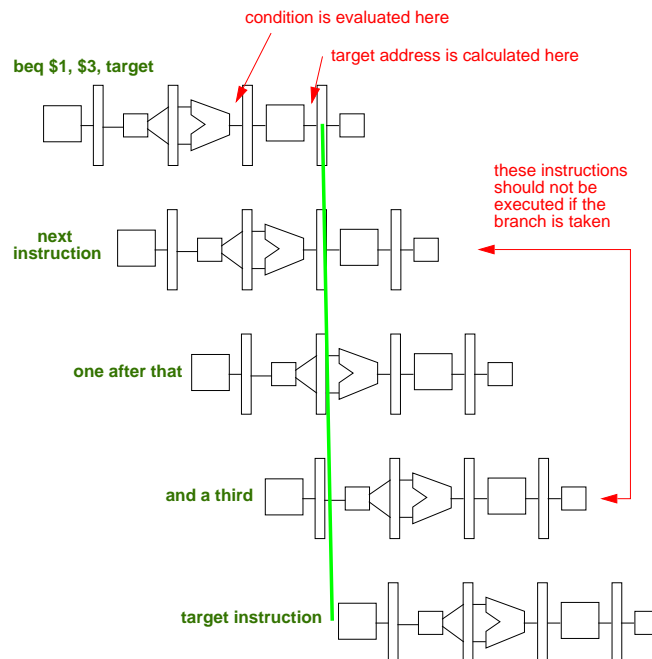 condition is evaluated here
target address is calculated here
beq $1, $3, target
these instructions
should not be
executed if the
branch is taken
next
instruction
one after that
and a third
target instruction